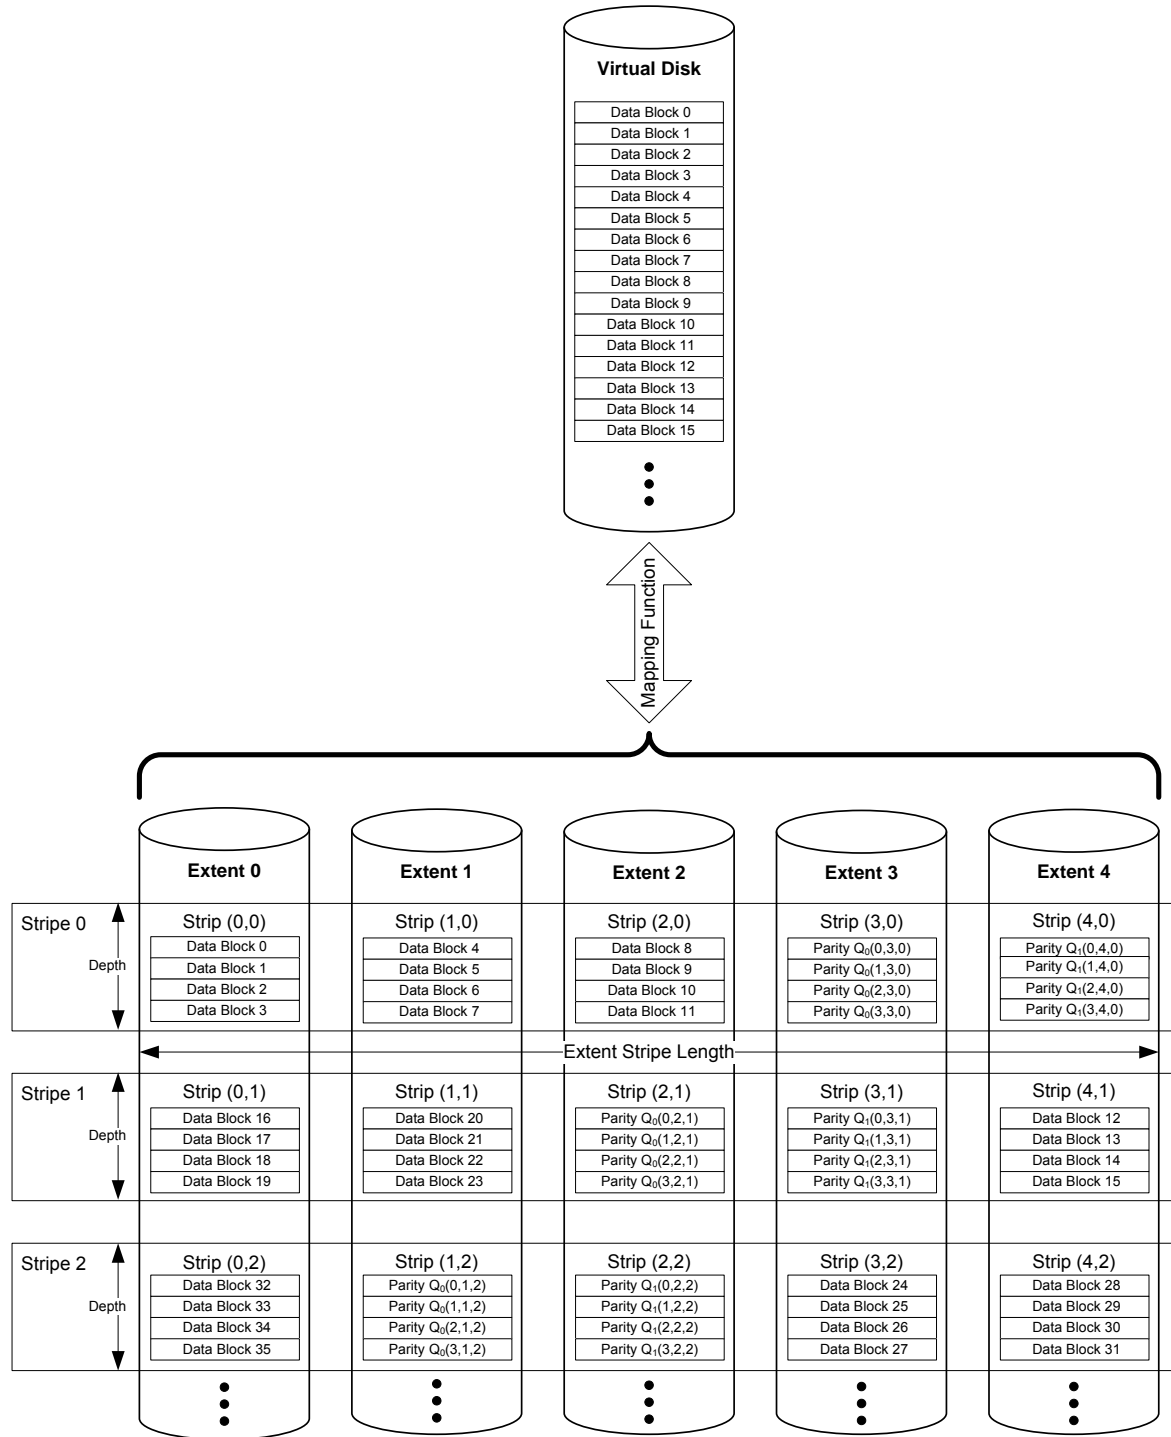 Virtual Disk
Data Block 0
Data Block 1
Data Block 2
Data Block 3
Data Block 4
Data Block 5
Data Block 6
Data Block 7
Data Block 8
Data Block 9
Data Block 10
Data Block 11
Data Block 12
Data Block 13
Data Block 14
Data Block 15
Mapping Function
Extent 0
Extent 1
Extent 2
Extent 3
Extent 4
Stripe 0
Depth
Strip (0,0)
Data Block 0
Data Block 1
Data Block 2
Data Block 3
Strip (1,0)
Data Block 4
Data Block 5
Data Block 6
Data Block 7
Strip (2,0)
Data Block 8
Data Block 9
Data Block 10
Data Block 11
Strip (3,0)
Parity Q₀(0,3,0)
Parity Q₀(1,3,0)
Parity Q₀(2,3,0)
Parity Q₀(3,3,0)
Strip (4,0)
Parity Q₁(0,4,0)
Parity Q₁(1,4,0)
Parity Q₁(2,4,0)
Parity Q₁(3,4,0)
Extent Stripe Length
Stripe 1
Depth
Strip (0,1)
Data Block 16
Data Block 17
Data Block 18
Data Block 19
Strip (1,1)
Data Block 20
Data Block 21
Data Block 22
Data Block 23
Strip (2,1)
Parity Q₀(0,2,1)
Parity Q₀(1,2,1)
Parity Q₀(2,2,1)
Parity Q₀(3,2,1)
Strip (3,1)
Parity Q₁(0,3,1)
Parity Q₁(1,3,1)
Parity Q₁(2,3,1)
Parity Q₁(3,3,1)
Strip (4,1)
Data Block 12
Data Block 13
Data Block 14
Data Block 15
Stripe 2
Depth
Strip (0,2)
Data Block 32
Data Block 33
Data Block 34
Data Block 35
Strip (1,2)
Parity Q₀(0,1,2)
Parity Q₀(1,1,2)
Parity Q₀(2,1,2)
Parity Q₀(3,1,2)
Strip (2,2)
Parity Q₁(0,2,2)
Parity Q₁(1,2,2)
Parity Q₁(2,2,2)
Parity Q₁(3,2,2)
Strip (3,2)
Data Block 24
Data Block 25
Data Block 26
Data Block 27
Strip (4,2)
Data Block 28
Data Block 29
Data Block 30
Data Block 31